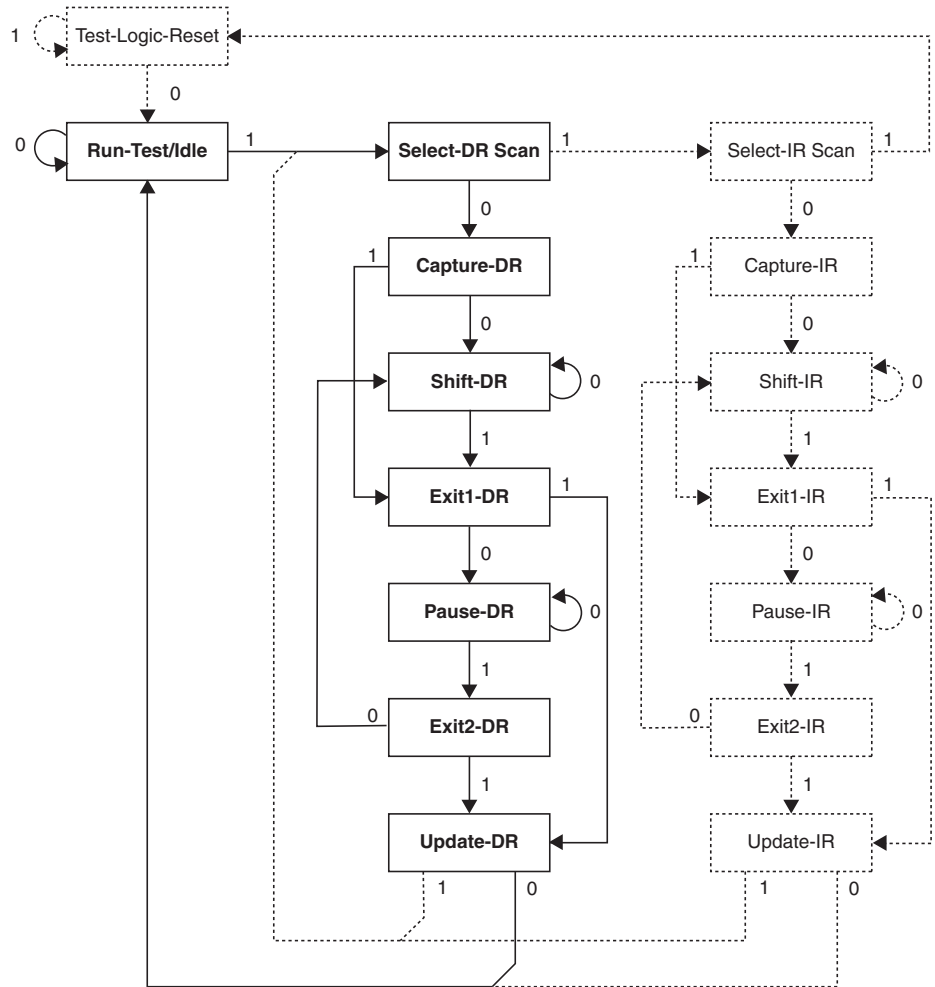 Test-Logic-Reset
1
0
0
Run-Test/Idle
1
Select-DR Scan
1
Select-IR Scan
1
0
0
1
Capture-DR
1
Capture-IR
0
0
Shift-DR
0
Shift-IR
0
1
1
Exit1-DR
1
Exit1-IR
1
0
0
Pause-DR
0
Pause-IR
0
1
1
0
Exit2-DR
0
Exit2-IR
1
1
Update-DR
Update-IR
1
0
1
0